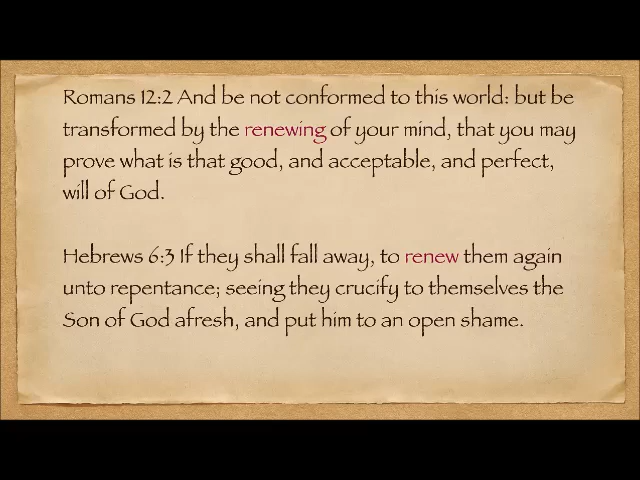 Romans 12:2 And be not conformed to this world: but be
transformed by the renewing of your mind, that you may
prove what is that good, and acceptable, and perfect,
will of God.
Hebrews 6:3 If they shall fall away, to renew them again
unto repentance; seeing they crucify to themselves the
Son of God afresh, and put him to an open shame.